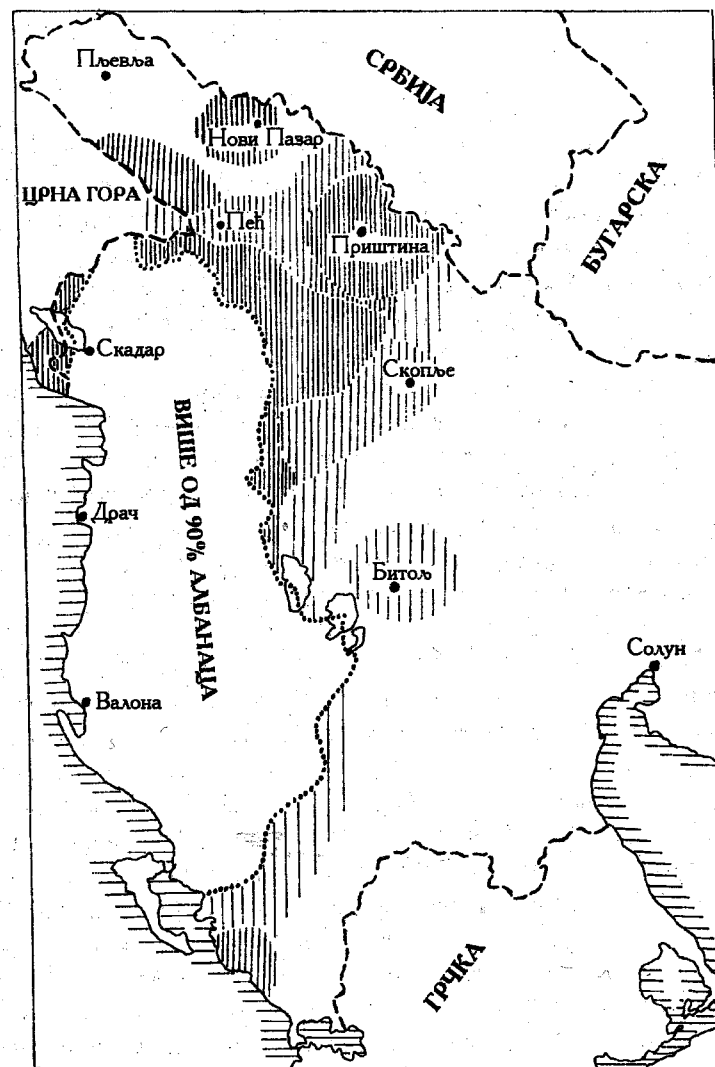 Пљевља
СРБИЈА
Нови Пазар
ЦРНА ГОРА
Пећ
Приштина
БУГАРСКА
Скадар
Скопље
ВИШЕ ОД 90% АЛБАНАЦА
Драч
Битољ
Солун
Валона
ГРЧКА